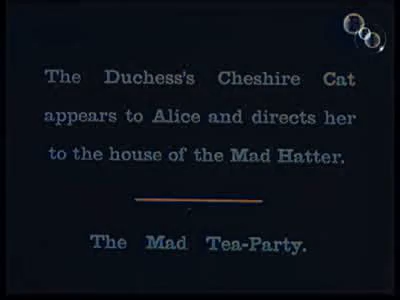 The Duchess's Cheshire Cat
appears to Alice and directs her
to the house of the Mad Hatter.
The Mad Tea-Party.